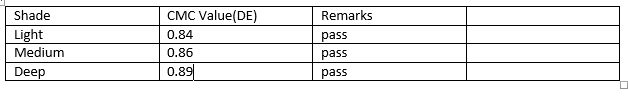 Shade CMC Value(DE) Remarks
Light 0.84 pass
Medium 0.86 pass
Deep 0.89 pass